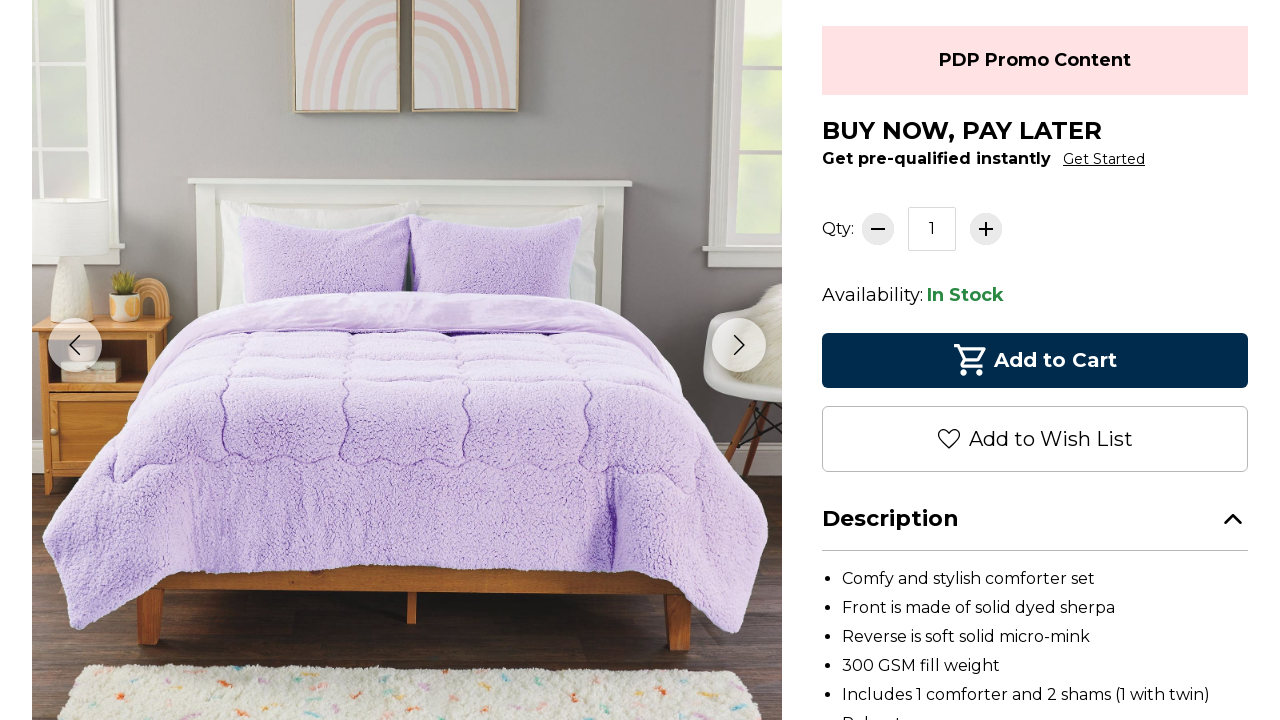 PDP Promo Content
BUY NOW, PAY LATER
Get pre-qualified instantly Get Started
Qty: 1
Availability: In Stock
Add to Cart
Add to Wish List
Description
• Comfy and stylish comforter set
• Front is made of solid dyed sherpa
• Reverse is soft solid micro-mink
• 300 GSM fill weight
• Includes 1 comforter and 2 shams (1 with twin)